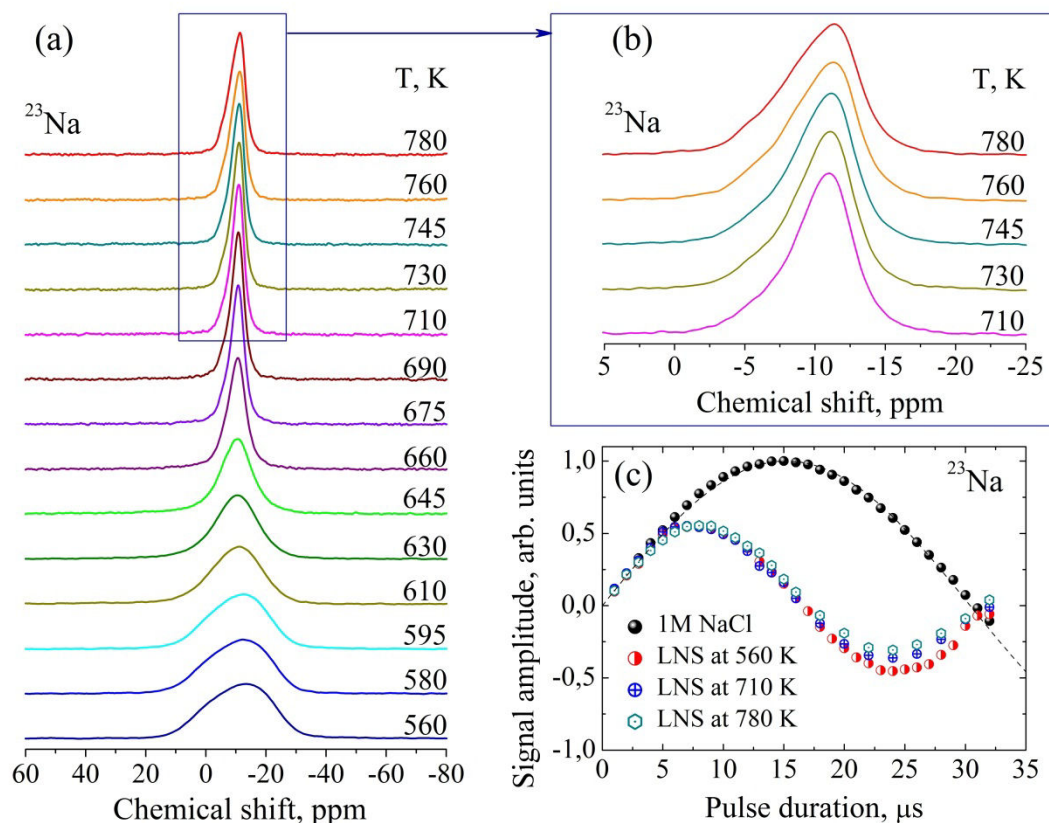 (a)
T, K
²³Na
780
760
745
730
710
690
675
660
645
630
610
595
580
560
60 40 20 0 -20 -40 -60 -80
Chemical shift, ppm
(b)
T, K
²³Na
780
760
745
730
710
5 0 -5 -10 -15 -20 -25
Chemical shift, ppm
(c)
²³Na
Signal amplitude, arb. units
1,0
0,5
0,0
-0,5
-1,0
1M NaCl
LNS at 560 K
LNS at 710 K
LNS at 780 K
0 5 10 15 20 25 30 35
Pulse duration, μs